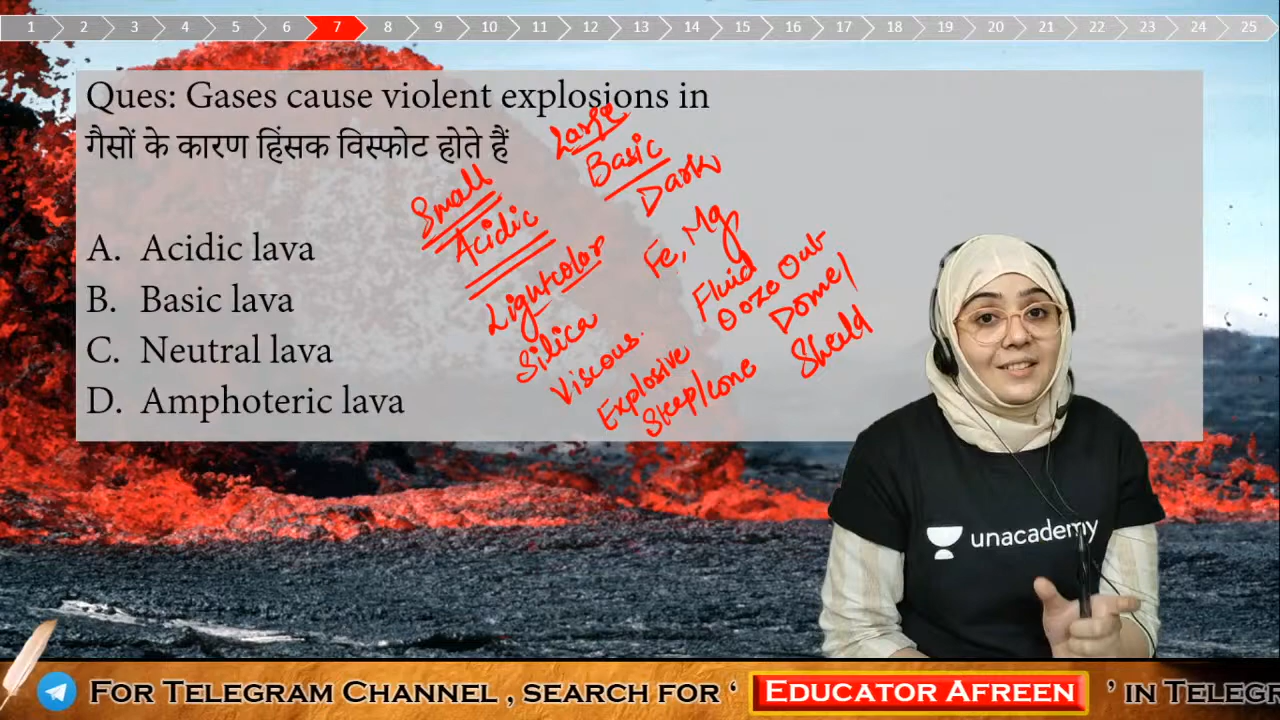 1 2 3 4 5 6 7 8 9 10 11 12 13 14 15 16 17 18 19 20 21 22 23 24 25
Ques: Gases cause violent explosions in
गैसों के कारण हिंसक विस्फोट होते हैं
A. Acidic lava
B. Basic lava
C. Neutral lava
D. Amphoteric lava
Small
Acidic
Lightcolor
Silica
Viscous.
Explosive
Steep/cone
Large
Basic
Dark
Fe, Mg
Fluid
Ooze Out
Dome/
Sheild
unacademy
FOR TELEGRAM CHANNEL , SEARCH FOR ‘ EDUCATOR AFREEN ’ IN TELEGR